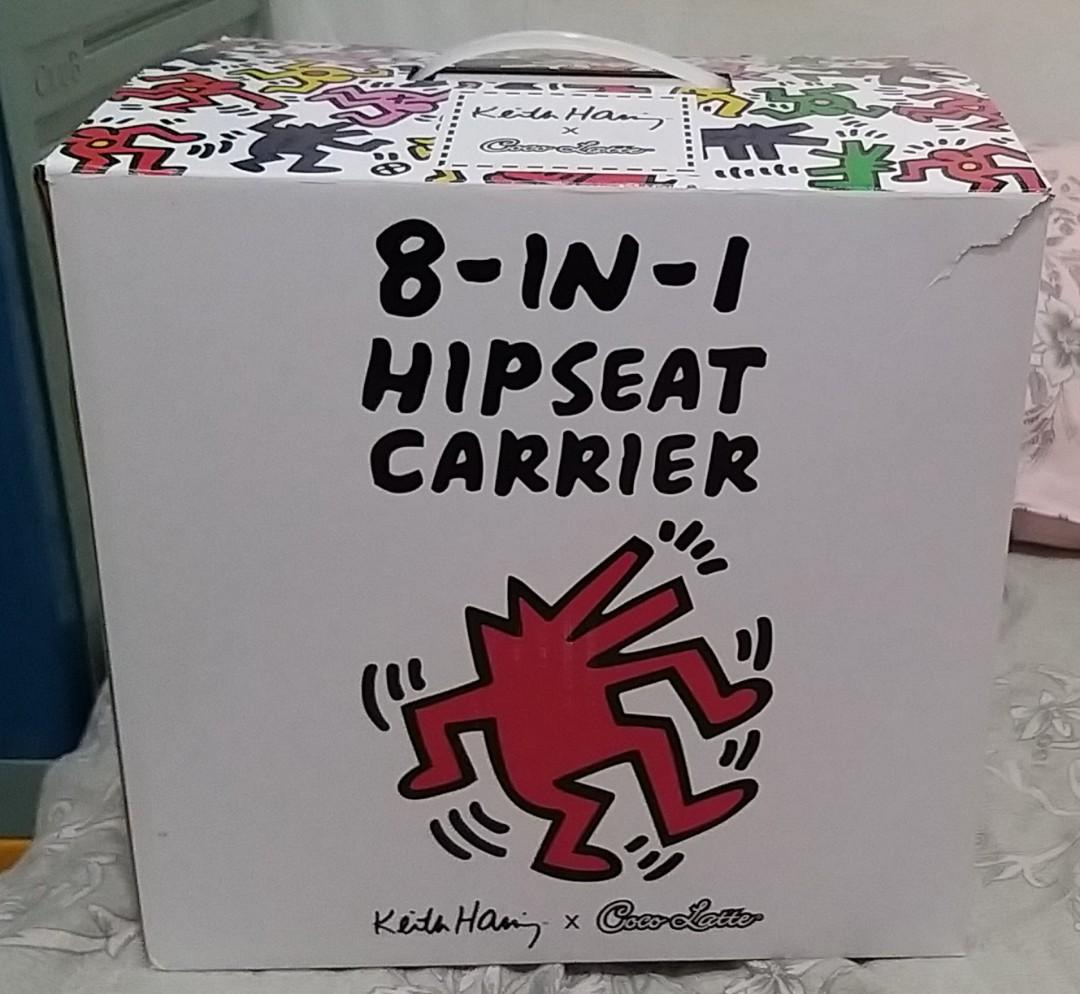 Keith Haring
x
Coco Latte
8-IN-1
HIPSEAT
CARRIER
Keith Haring x Coco Latte